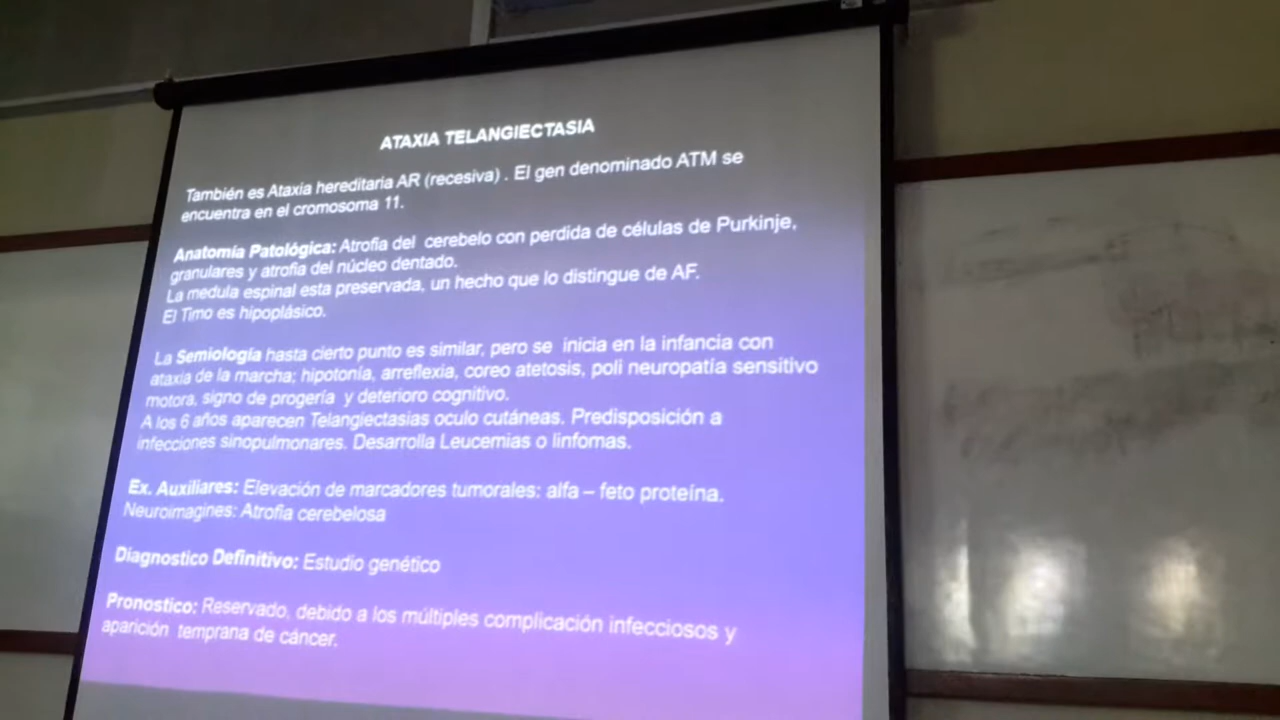 ATAXIA TELANGIECTASIA
También es Ataxia hereditaria AR (recesiva) . El gen denominado ATM se
encuentra en el cromosoma 11.
Anatomía Patológica: Atrofia del cerebelo con perdida de células de Purkinje,
granulares y atrofia del núcleo dentado.
La medula espinal esta preservada, un hecho que lo distingue de AF.
El Timo es hipoplásico.
La Semiología hasta cierto punto es similar, pero se inicia en la infancia con
ataxia de la marcha; hipotonía, arreflexia, coreo atetosis, poli neuropatía sensitivo
motora, signo de progeria y deterioro cognitivo.
A los 6 años aparecen Telangiectasias oculo cutáneas. Predisposición a
infecciones sinopulmonares. Desarrolla Leucemias o linfomas.
Ex. Auxiliares: Elevación de marcadores tumorales: alfa – feto proteína.
Neuroimagines: Atrofia cerebelosa
Diagnostico Definitivo: Estudio genético
Pronostico: Reservado, debido a los múltiples complicación infecciosos y
aparición temprana de cáncer.